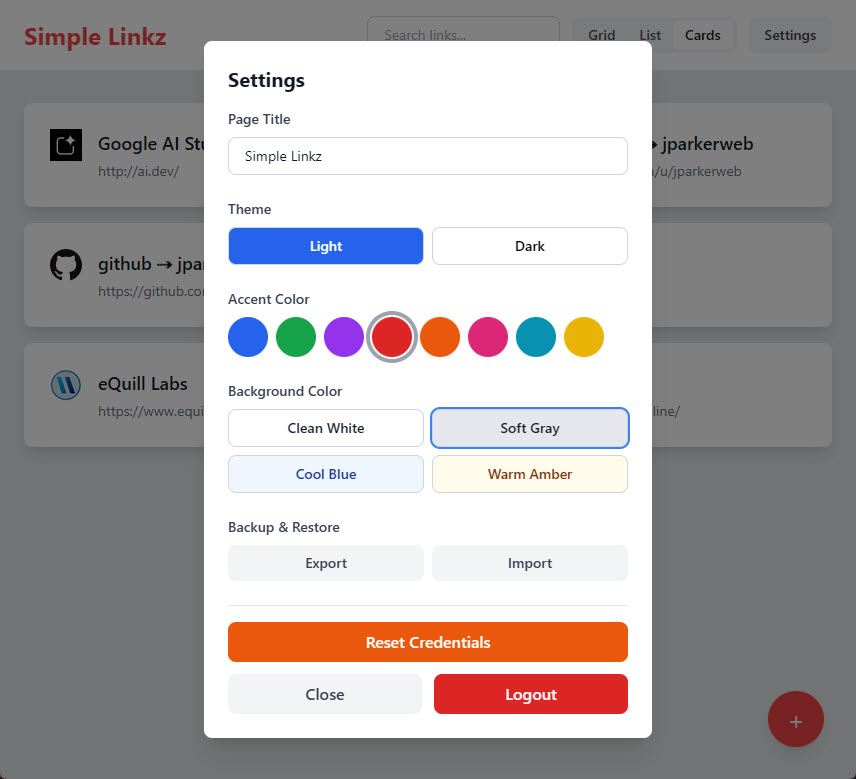 Simple Linkz
Search links...
Grid
List
Cards
Settings
Google AI Stu
http://ai.dev/
jparkerweb
/u/jparkerweb
github → jpa
https://github.co
eQuill Labs
https://www.equi
line/
Settings
Page Title
Simple Linkz
Theme
Light
Dark
Accent Color
Background Color
Clean White
Soft Gray
Cool Blue
Warm Amber
Backup & Restore
Export
Import
Reset Credentials
Close
Logout
+